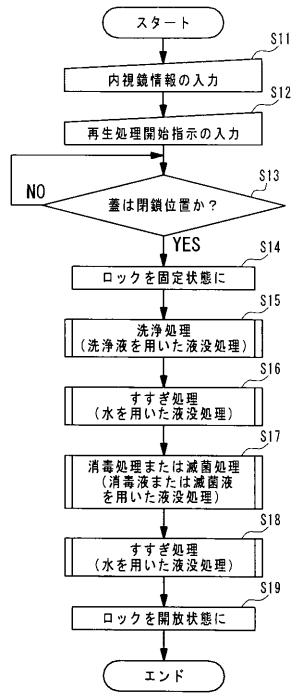 スタート
S11
内視鏡情報の入力
S12
再生処理開始指示の入力
S13
NO
蓋は閉鎖位置か?
YES
S14
ロックを固定状態に
S15
洗浄処理
(洗浄液を用いた液没処理)
S16
すすぎ処理
(水を用いた液没処理)
S17
消毒処理または滅菌処理
(消毒液または滅菌液
を用いた液没処理)
S18
すすぎ処理
(水を用いた液没処理)
S19
ロックを開放状態に
エンド